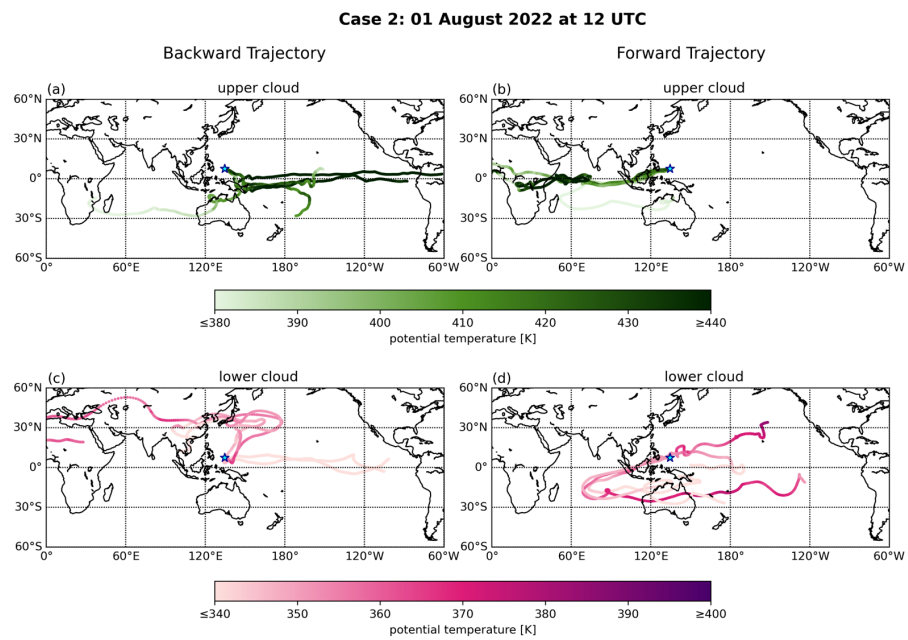 Case 2: 01 August 2022 at 12 UTC
Backward Trajectory
Forward Trajectory
(a)
upper cloud
60°N
30°N
0°
30°S
60°S
0°
60°E
120°E
180°
120°W
60°W
(b)
upper cloud
60°N
30°N
0°
30°S
60°S
0°
60°E
120°E
180°
120°W
60°W
≤380
390
400
410
420
430
≥440
potential temperature [K]
(c)
lower cloud
60°N
30°N
0°
30°S
60°S
0°
60°E
120°E
180°
120°W
60°W
(d)
lower cloud
60°N
30°N
0°
30°S
60°S
0°
60°E
120°E
180°
120°W
60°W
≤340
350
360
370
380
390
≥400
potential temperature [K]